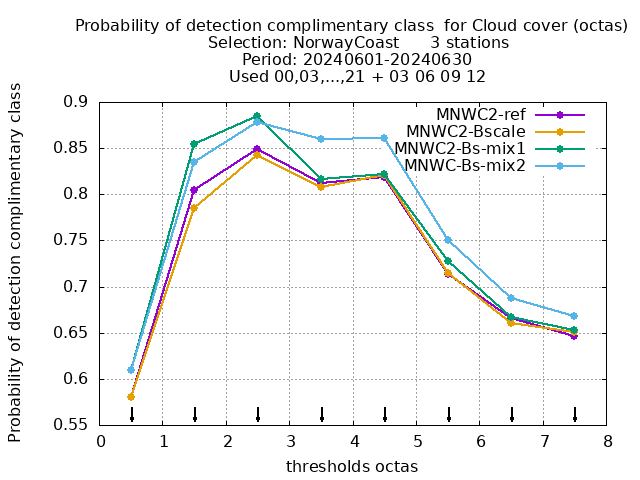 Probability of detection complimentary class  for Cloud cover (octas)
Selection: NorwayCoast      3 stations
Period: 20240601-20240630
Used 00,03,...,21 + 03 06 09 12
Probability of detection complimentary class
0.9
0.85
0.8
0.75
0.7
0.65
0.6
0.55
MNWC2-ref
MNWC2-Bscale
MNWC2-Bs-mix1
MNWC-Bs-mix2
0 1 2 3 4 5 6 7 8
thresholds octas